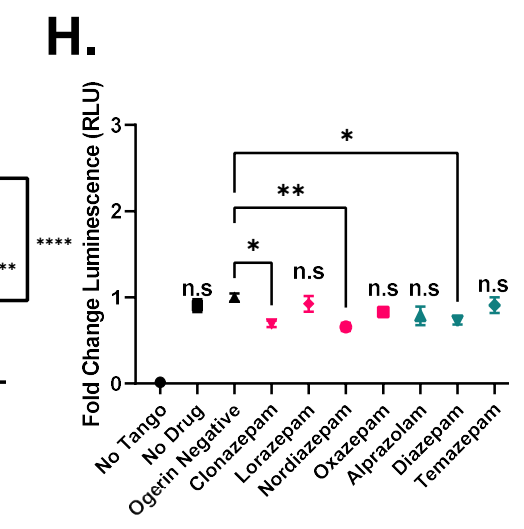 H.
Fold Change Luminescence (RLU)
3
2
1
0
*
**
*
n.s
n.s
n.s
n.s
n.s
****
**
No Tango
No Drug
Ogerin Negative
Clonazepam
Lorazepam
Nordiazepam
Oxazepam
Alprazolam
Diazepam
Temazepam